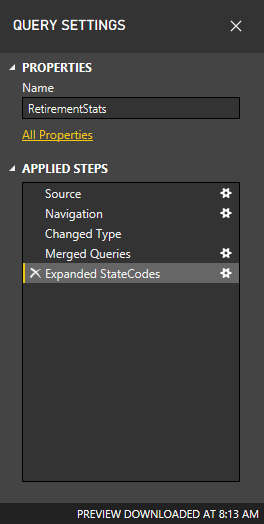 QUERY SETTINGS
PROPERTIES
Name
RetirementStats
All Properties
APPLIED STEPS
Source
Navigation
Changed Type
Merged Queries
Expanded StateCodes
PREVIEW DOWNLOADED AT 8:13 AM